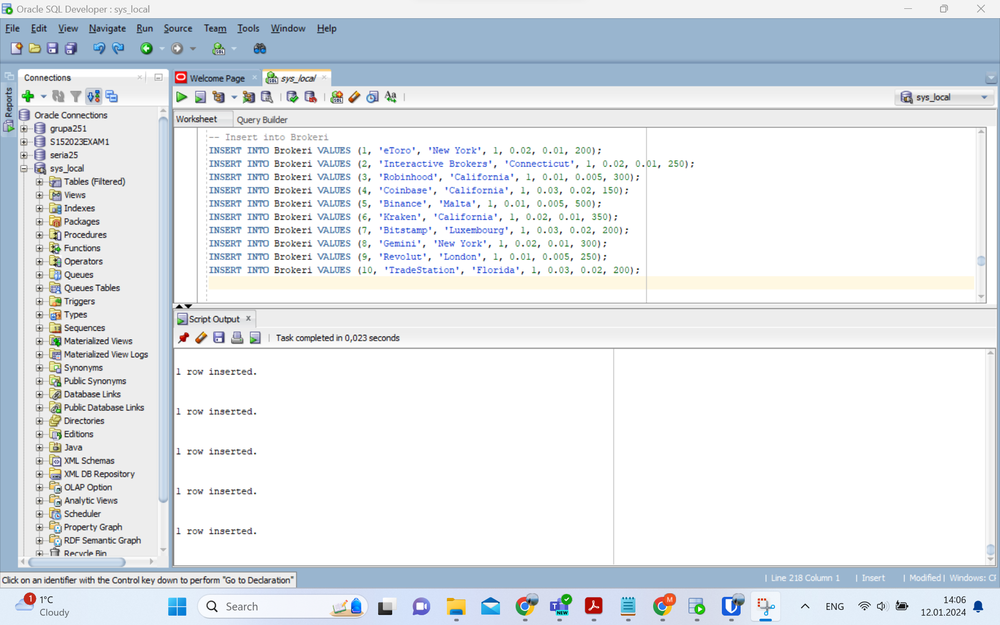 Oracle SQL Developer : sys_local
File Edit View Navigate Run Source Team Tools Window Help
Reports
Connections
Oracle Connections
grupa251
S152023EXAM1
seria25
sys_local
Tables (Filtered)
Views
Indexes
Packages
Procedures
Functions
Operators
Queues
Queues Tables
Triggers
Types
Sequences
Materialized Views
Materialized View Logs
Synonyms
Public Synonyms
Database Links
Public Database Links
Directories
Editions
Java
XML Schemas
XML DB Repository
OLAP Option
Analytic Views
Scheduler
Property Graph
RDF Semantic Graph
Recycle Bin
Welcome Page sys_local
sys_local
Worksheet Query Builder
-- Insert into Brokeri
INSERT INTO Brokeri VALUES (1, 'eToro', 'New York', 1, 0.02, 0.01, 200);
INSERT INTO Brokeri VALUES (2, 'Interactive Brokers', 'Connecticut', 1, 0.02, 0.01, 250);
INSERT INTO Brokeri VALUES (3, 'Robinhood', 'California', 1, 0.01, 0.005, 300);
INSERT INTO Brokeri VALUES (4, 'Coinbase', 'California', 1, 0.03, 0.02, 150);
INSERT INTO Brokeri VALUES (5, 'Binance', 'Malta', 1, 0.01, 0.005, 500);
INSERT INTO Brokeri VALUES (6, 'Kraken', 'California', 1, 0.02, 0.01, 350);
INSERT INTO Brokeri VALUES (7, 'Bitstamp', 'Luxembourg', 1, 0.03, 0.02, 200);
INSERT INTO Brokeri VALUES (8, 'Gemini', 'New York', 1, 0.02, 0.01, 300);
INSERT INTO Brokeri VALUES (9, 'Revolut', 'London', 1, 0.01, 0.005, 250);
INSERT INTO Brokeri VALUES (10, 'TradeStation', 'Florida', 1, 0.03, 0.02, 200);
Script Output
Task completed in 0,023 seconds
1 row inserted.
1 row inserted.
1 row inserted.
1 row inserted.
1 row inserted.
Click on an identifier with the Control key down to perform "Go to Declaration"
| Line 218 Column 1 | Insert | Modified | Windows: CF
1
1°C
Cloudy
Search
NEW
M
ENG
14:06
12.01.2024